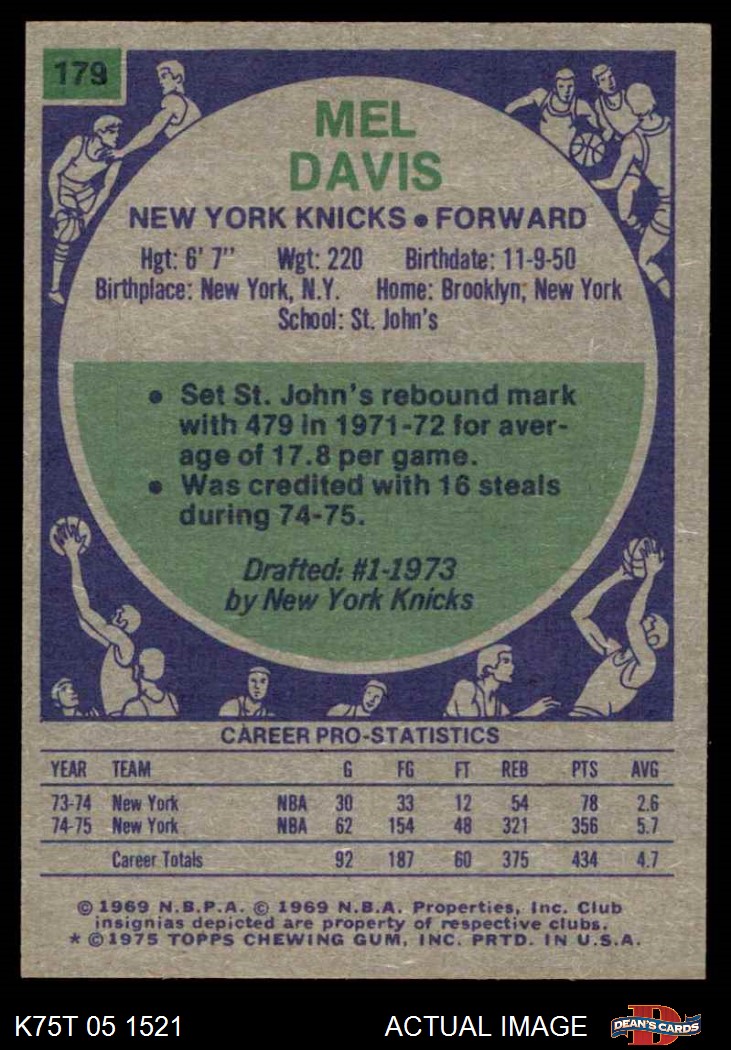 179
MEL
DAVIS
NEW YORK KNICKS • FORWARD
Hgt: 6' 7" Wgt: 220 Birthdate: 11-9-50
Birthplace: New York, N.Y. Home: Brooklyn, New York
School: St. John's
• Set St. John's rebound mark
with 479 in 1971-72 for aver-
age of 17.8 per game.
• Was credited with 16 steals
during 74-75.
Drafted: #1-1973
by New York Knicks
CAREER PRO-STATISTICS
YEAR TEAM G FG FT REB PTS AVG
73-74 New York NBA 30 33 12 54 78 2.6
74-75 New York NBA 62 154 48 321 356 5.7
Career Totals 92 187 60 375 434 4.7
© 1969 N.B.P.A. © 1969 N.B.A. Properties, Inc. Club
insignias depicted are property of respective clubs.
* © 1975 TOPPS CHEWING GUM, INC. PRTD. IN U.S.A.
K75T 05 1521 ACTUAL IMAGE D DEAN'S CARDS